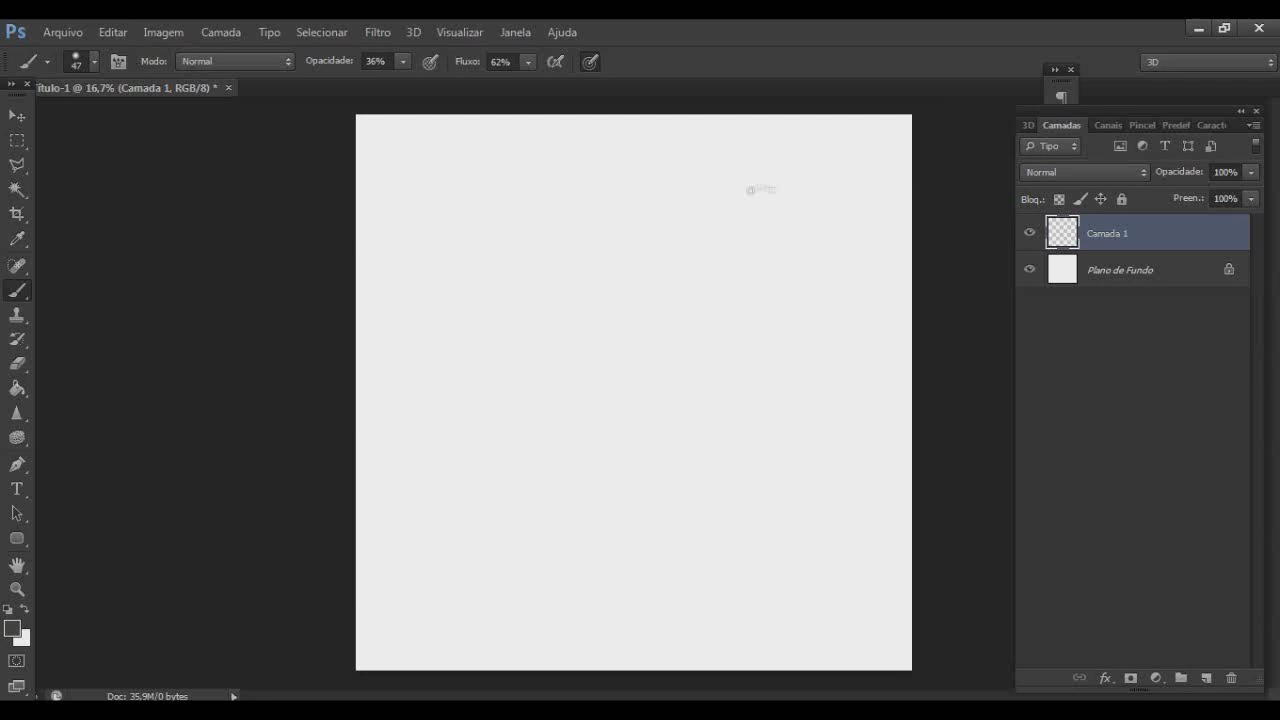 Ps Arquivo Editar Imagem Camada Tipo Selecionar Filtro 3D Visualizar Janela Ajuda
47 Modo: Normal Opacidade: 36% Fluxo: 62% 3D
ítulo-1 @ 16,7% (Camada 1, RGB/8) *
3D Camadas Canais Pincel Predef Caract
Tipo
Normal Opacidade: 100%
Bloq.: Preen.: 100%
Camada 1
Plano de Fundo
Doc: 35,9M/0 bytes